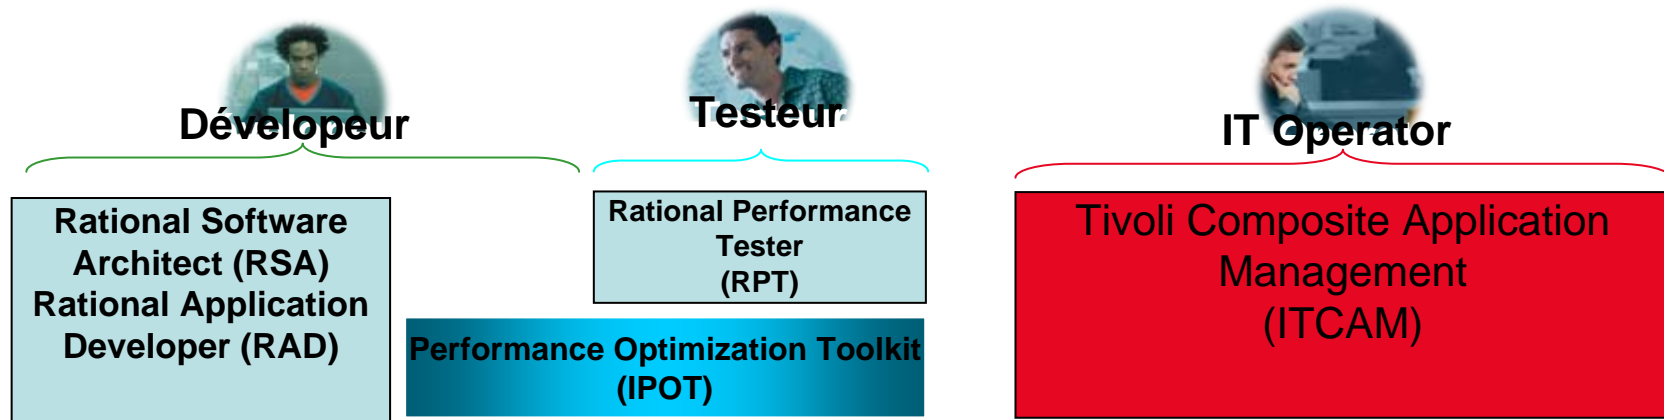 Dévelopeur
Testeur
IT Operator
Rational Software
Architect (RSA)
Rational Application
Developer (RAD)
Rational Performance
Tester
(RPT)
Performance Optimization Toolkit
(IPOT)
Tivoli Composite Application
Management
(ITCAM)